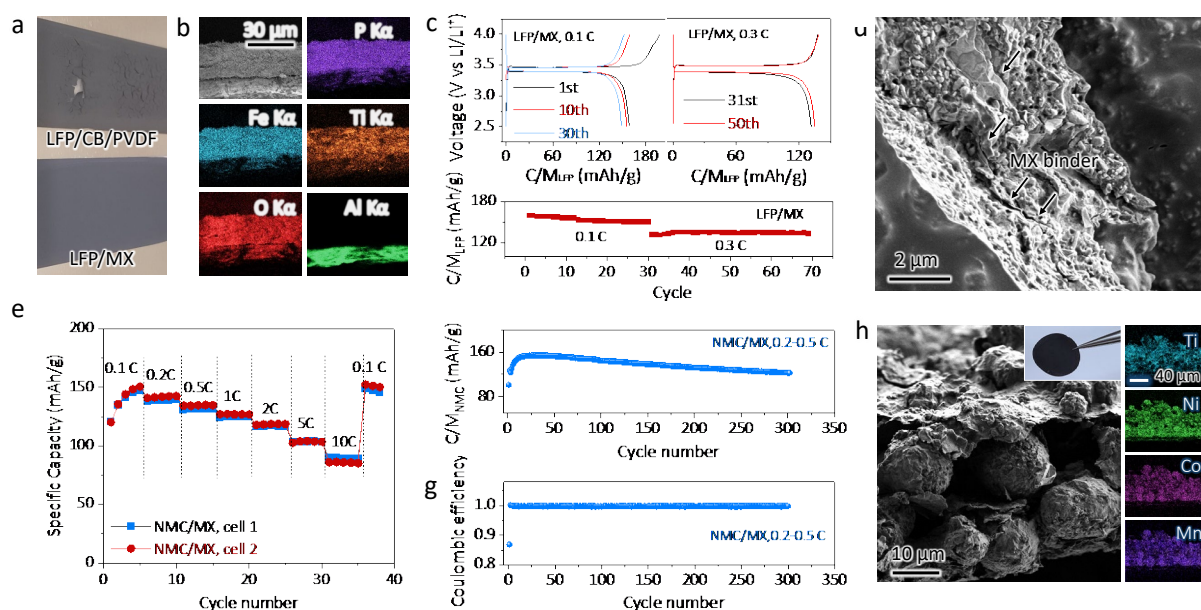 a
LFP/CB/PVDF
LFP/MX
b
30 µm
P Kα
Fe Kα
Ti Kα
O Kα
Al Kα
c
Voltage (V vs Li/Li⁺)
4.0
3.5
3.0
2.5
LFP/MX, 0.1 C
1st
10th
30th
0 60 120 180
C/M_LFP (mAh/g)
LFP/MX, 0.3 C
31st
50th
0 60 120
C/M_LFP (mAh/g)
C/M_LFP (mAh/g)
180
150
120
LFP/MX
0.1 C
0.3 C
0 10 20 30 40 50 60 70
Cycle
MX binder
2 µm
e
Specific Capacity (mAh/g)
200
150
100
50
0
0.1 C
0.2C
0.5C
1C
2C
5C
10C
0.1 C
NMC/MX, cell 1
NMC/MX, cell 2
0 10 20 30 40
Cycle number
C/M_NMC (mAh/g)
160
120
80
NMC/MX,0.2-0.5 C
0 50 100 150 200 250 300
Cycle number
g
Coulombic efficiency
1.0
0.9
0.8
NMC/MX,0.2-0.5 C
0 50 100 150 200 250 300
Cycle number
h
10 µm
Ti
40 µm
Ni
Co
Mn